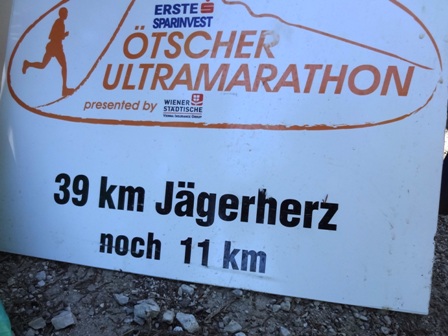 ERSTE
SPARINVEST
ÖTSCHER
ULTRAMARATHON
presented by WIENER
STÄDTISCHE
39 km Jägerherz
noch 11 km